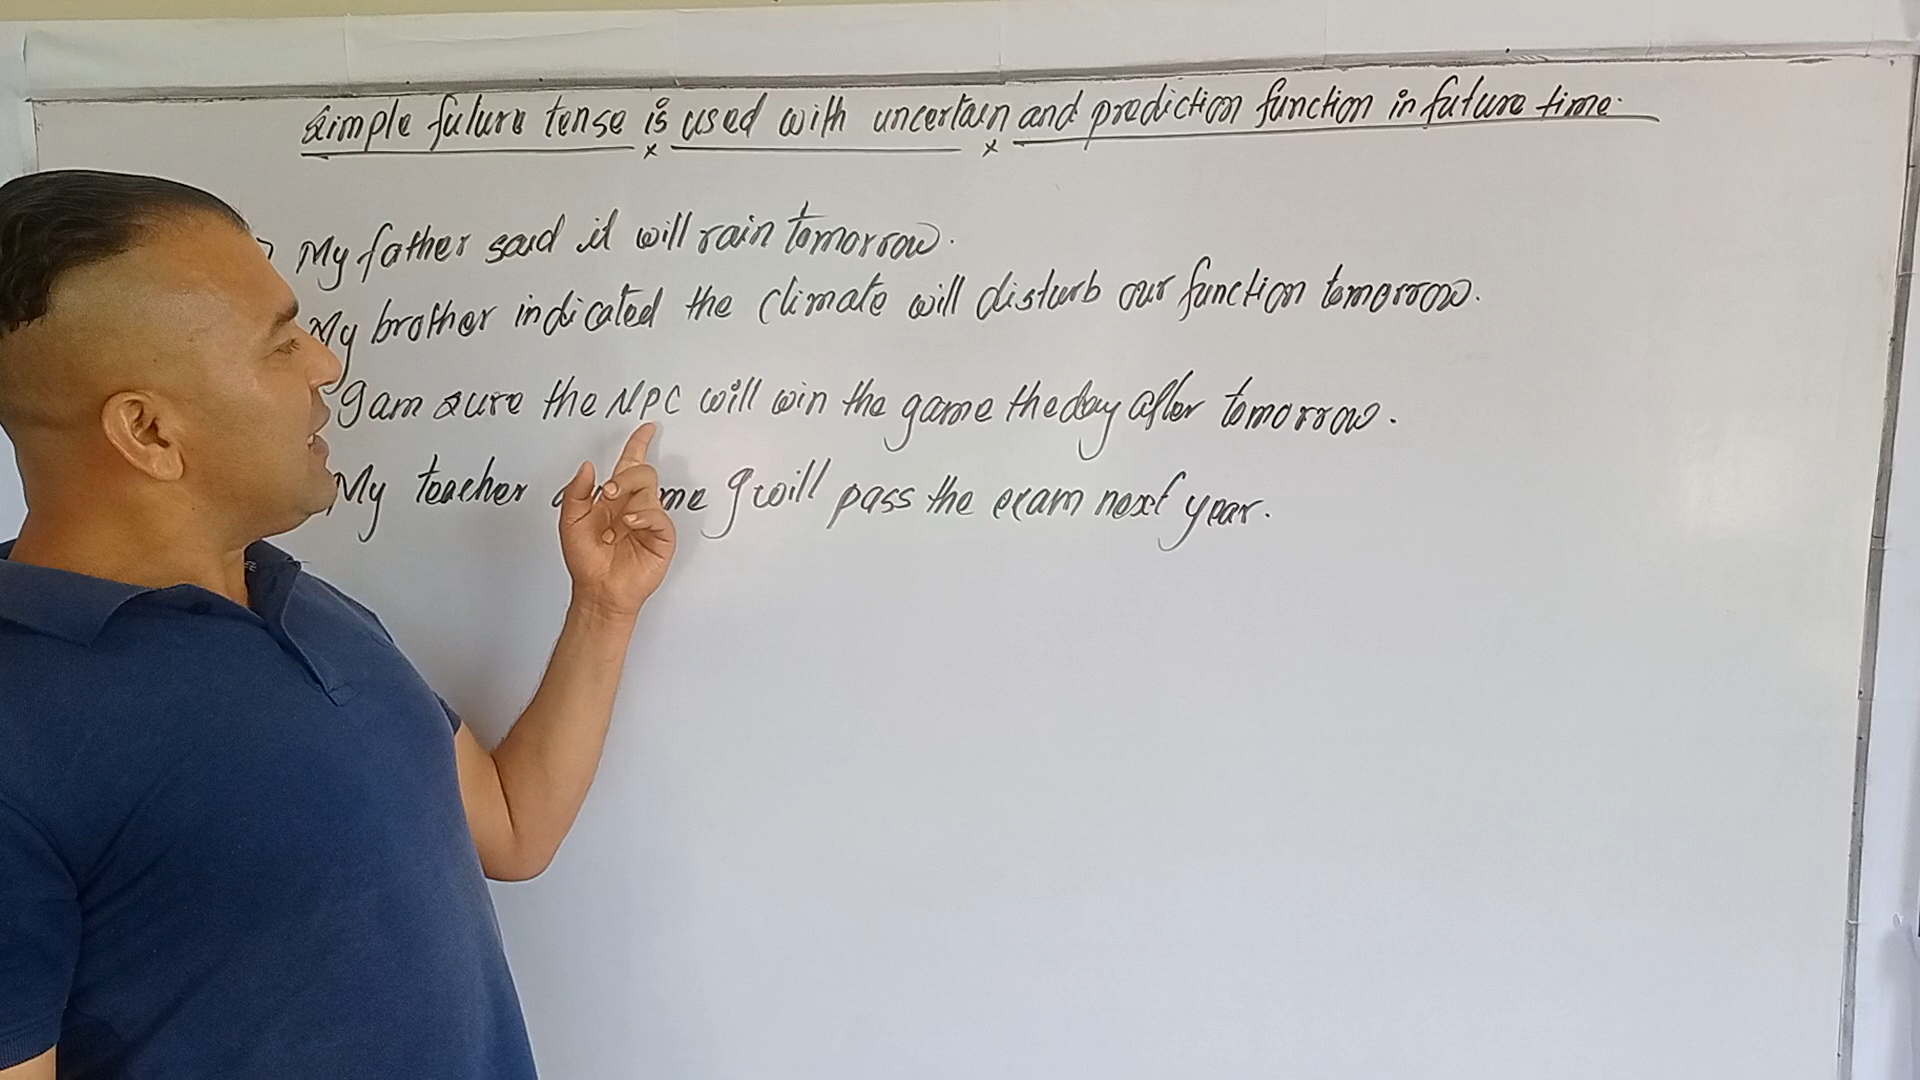 Simple future tense is used with uncertain and prediction function in future time.
My father said it will rain tomorrow.
My brother indicated the climate will disturb our function tomorrow.
I am sure the NPC will win the game the day after tomorrow.
My teacher me I will pass the exam next year.